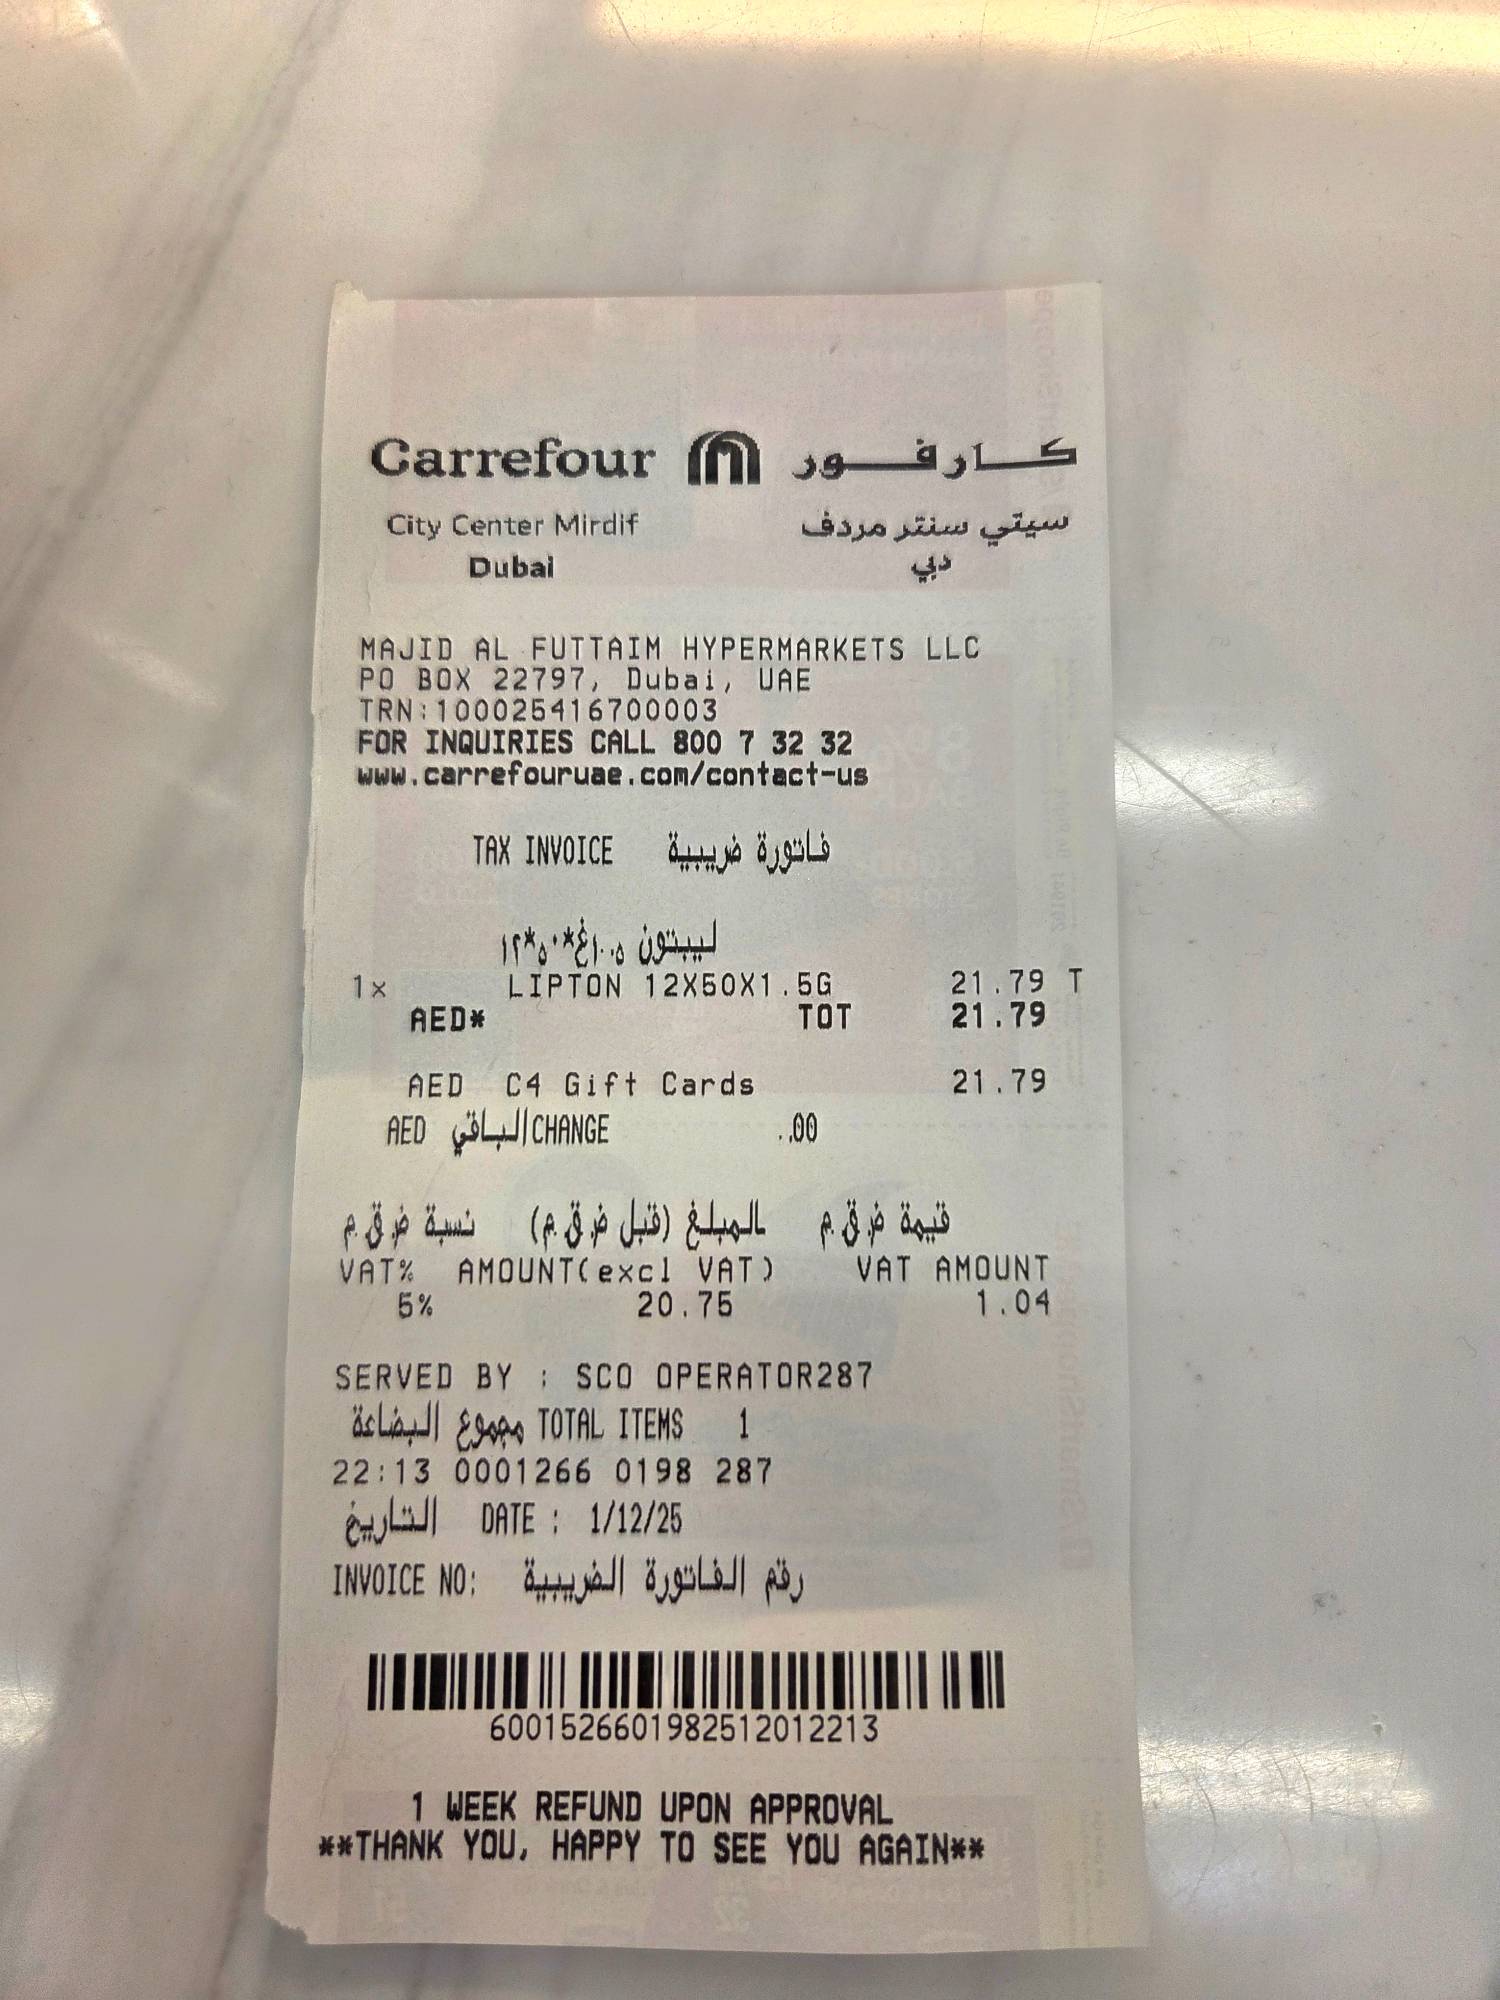 Carrefour كارفور
City Center Mirdif سيتي سنتر مردف
Dubai دبي
MAJID AL FUTTAIM HYPERMARKETS LLC
PO BOX 22797, Dubai, UAE
TRN:100025416700003
FOR INQUIRIES CALL 800 7 32 32
www.carrefouruae.com/contact-us
TAX INVOICE فاتورة ضريبية
ليبتون
1x LIPTON 12X50X1.5G 21.79 T
AED* TOT 21.79
AED C4 Gift Cards 21.79
AED الباقي CHANGE .00
نسبة ض.ق.م المبلغ (قبل ض.ق.م) قيمة ض.ق.م
VAT% AMOUNT(excl VAT) VAT AMOUNT
5% 20.75 1.04
SERVED BY : SCO OPERATOR287
مجموع البضاعة TOTAL ITEMS 1
22:13 0001266 0198 287
التاريخ DATE : 1/12/25
INVOICE NO: رقم الفاتورة الضريبية
6001526601982512012213
1 WEEK REFUND UPON APPROVAL
**THANK YOU, HAPPY TO SEE YOU AGAIN**